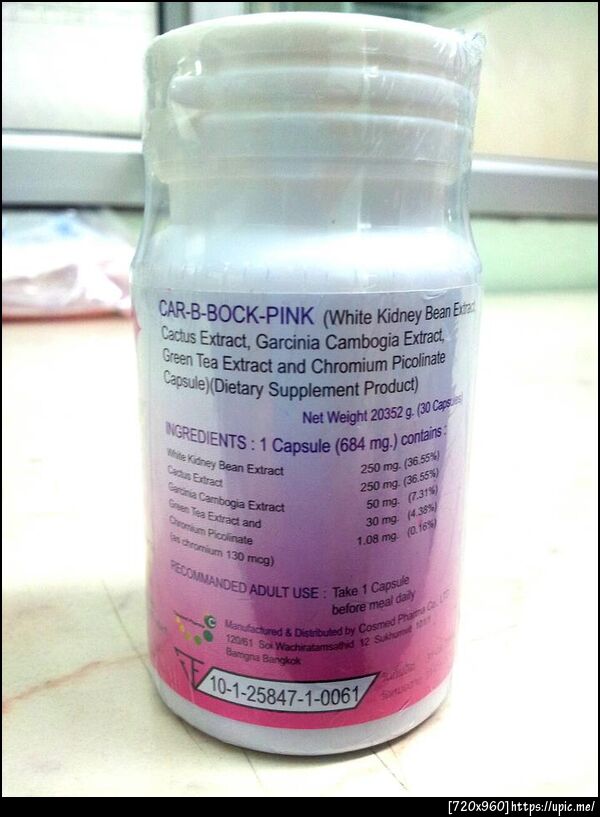 CAR-B-BOCK-PINK (White Kidney Bean Extract,
Cactus Extract, Garcinia Cambogia Extract,
Green Tea Extract and Chromium Picolinate
Capsule)(Dietary Supplement Product)
Net Weight 20352 g. (30 Capsules)
INGREDIENTS : 1 Capsule (684 mg.) contains :
White Kidney Bean Extract 250 mg. (36.55%)
Cactus Extract 250 mg. (36.55%)
Garcinia Cambogia Extract 50 mg. (7.31%)
Green Tea Extract and 30 mg. (4.38%)
Chromium Picolinate 1.08 mg. (0.16%)
(as chromium 130 mcg)
RECOMMANDED ADULT USE : Take 1 Capsule
before meal daily
Manufactured & Distributed by Cosmed Pharma Co., LTD
120/61 Soi Wachiratamsathid 12 Sukhumvit 101/1
Bamgna Bangkok
10-1-25847-1-0061
[720x960]https://upic.me/